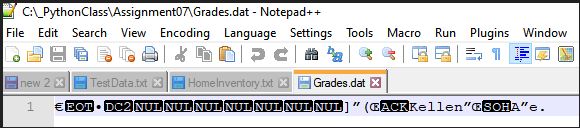 C:\_PythonClass\Assignment07\Grades.dat - Notepad++
File Edit Search View Encoding Language Settings Tools Macro Run Plugins Window
new 2 TestData.txt HomeInventory.txt Grades.dat
1 €EOT•DC2NULNULNULNULNULNULNUL]”(ŒACKKellen”ŒSOHA”e.